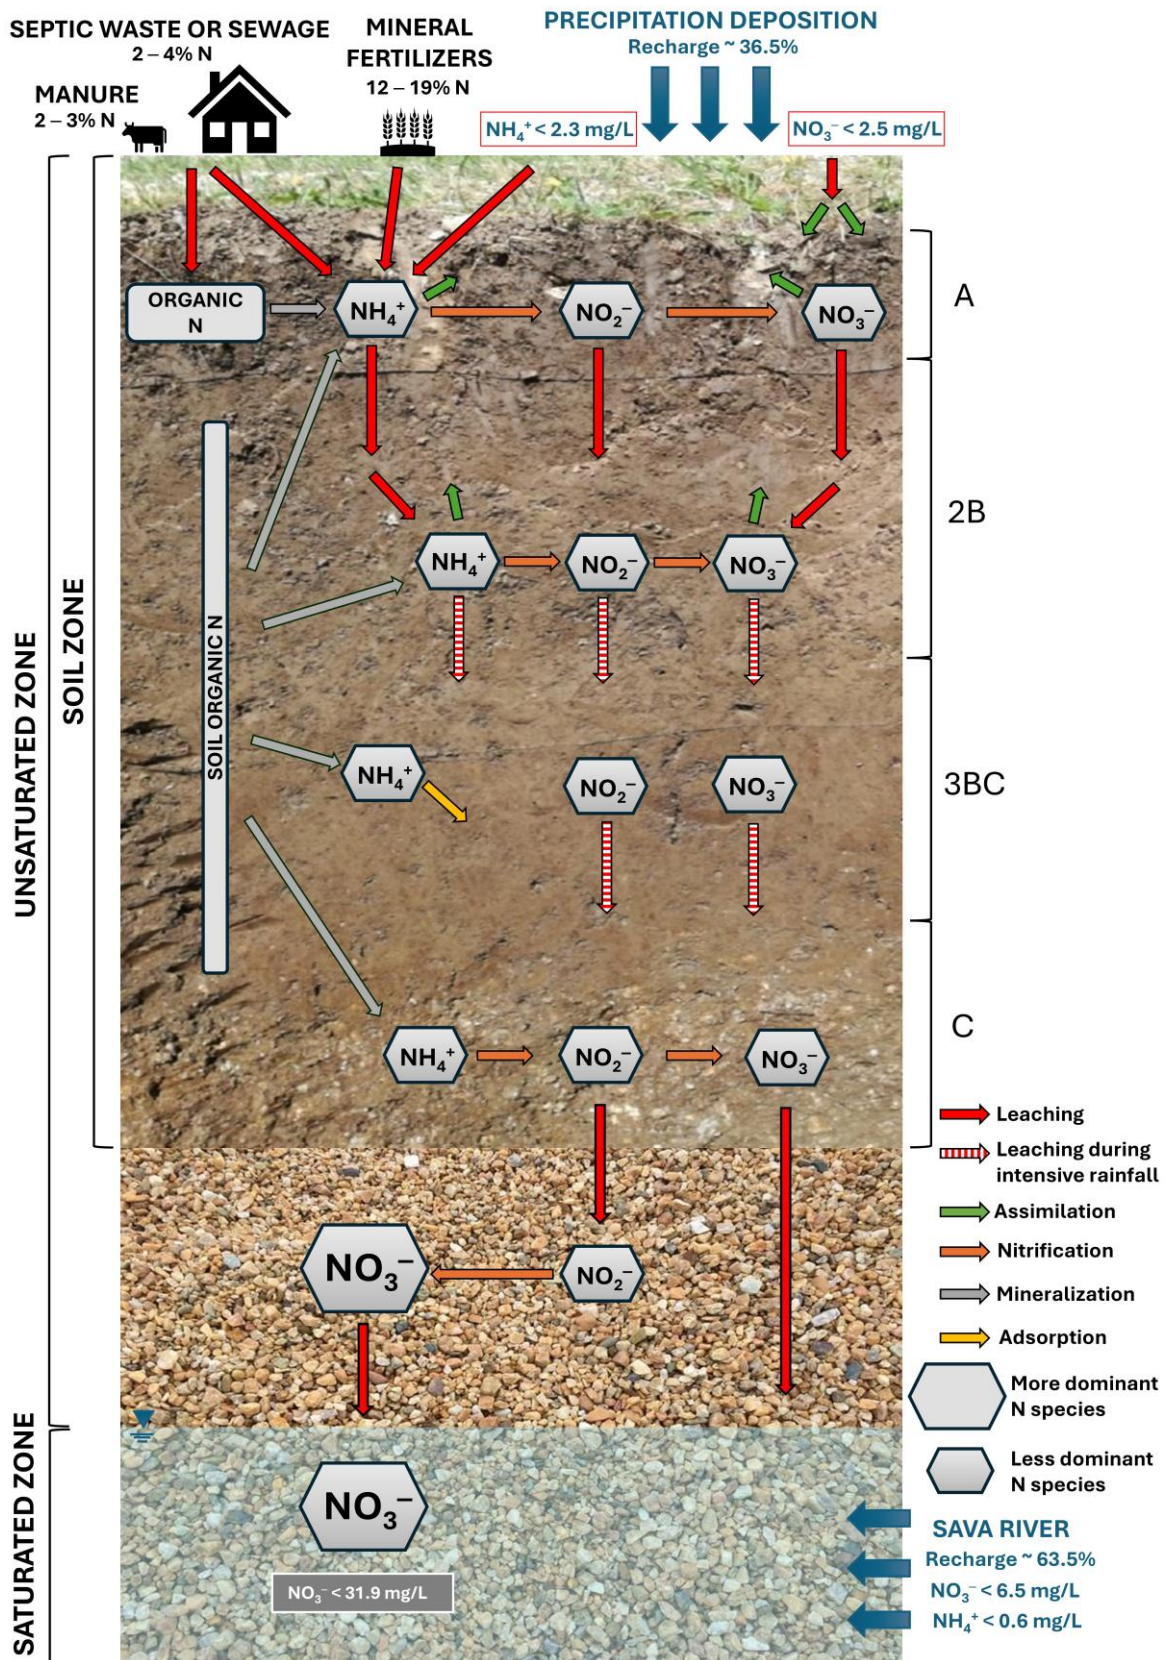 SEPTIC WASTE OR SEWAGE
2 – 4% N
MANURE
2 – 3% N
MINERAL
FERTILIZERS
12 – 19% N
PRECIPITATION DEPOSITION
Recharge ~ 36.5%
NH₄⁺ < 2.3 mg/L
NO₃⁻ < 2.5 mg/L
UNSATURATED ZONE
SOIL ZONE
ORGANIC
N
NH₄⁺
NO₂⁻
NO₃⁻
A
SOIL ORGANIC N
NH₄⁺
NO₂⁻
NO₃⁻
2B
NH₄⁺
NO₂⁻
NO₃⁻
3BC
NH₄⁺
NO₂⁻
NO₃⁻
C
NO₃⁻
NO₂⁻
Leaching
Leaching during
intensive rainfall
Assimilation
Nitrification
Mineralization
Adsorption
More dominant
N species
Less dominant
N species
SATURATED ZONE
NO₃⁻
NO₃⁻ < 31.9 mg/L
SAVA RIVER
Recharge ~ 63.5%
NO₃⁻ < 6.5 mg/L
NH₄⁺ < 0.6 mg/L